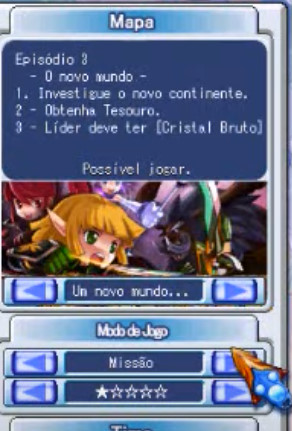 Mapa
Episódio 3
- O novo mundo -
1. Investigue o novo continente.
2 - Obtenha Tesouro.
3 - Líder deve ter [Cristal Bruto]
Possível jogar.
Um novo mundo...
Modo de Jogo
Missão
★☆☆☆☆
Time